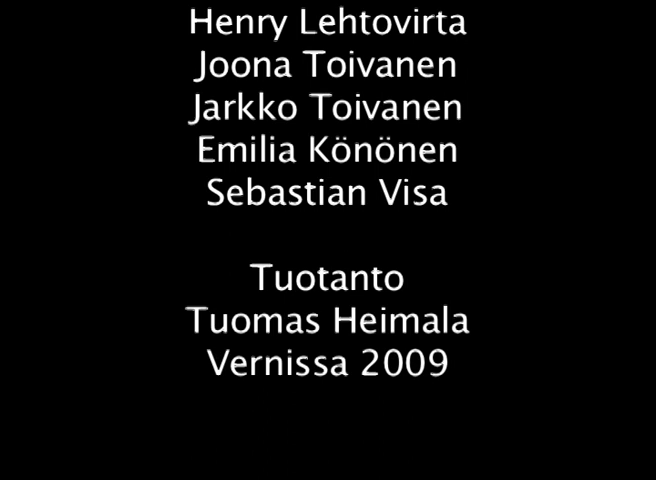 Henry Lehtovirta
Joona Toivanen
Jarkko Toivanen
Emilia Könönen
Sebastian Visa
Tuotanto
Tuomas Heimala
Vernissa 2009